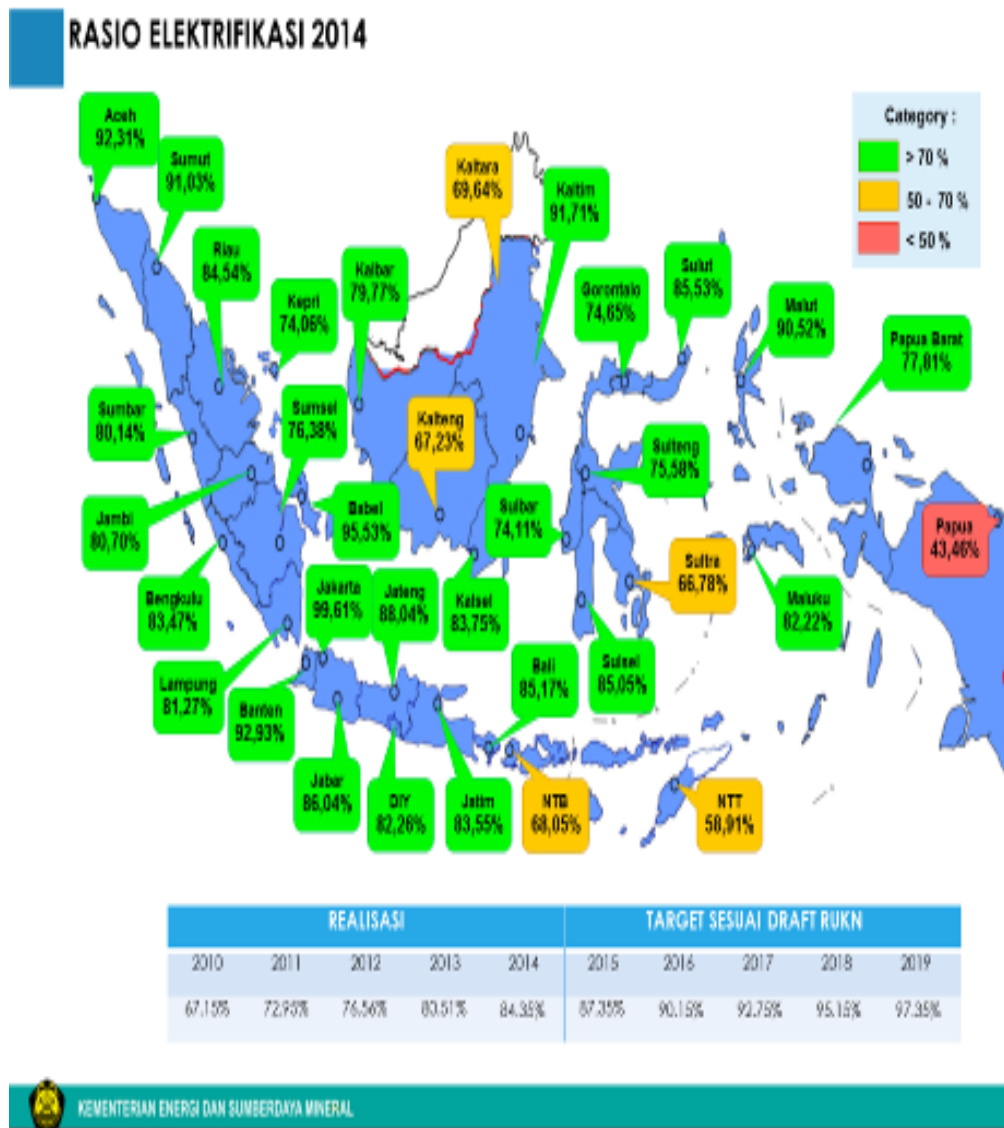 RASIO ELEKTRIFIKASI 2014
Category :
> 70 %
50 - 70 %
< 50 %
Aceh
92,31%
Sumut
91,03%
Riau
84,54%
Kepri
74,06%
Kalbar
79,77%
Kaltara
69,64%
Kaltim
91,71%
Gorontalo
74,65%
Sulut
85,53%
Malut
90,52%
Papua Barat
77,81%
Sumbar
80,14%
Sumsel
76,38%
Kalteng
67,23%
Sulteng
75,58%
Jambi
80,70%
Babel
95,53%
Sulbar
74,11%
Papua
43,46%
Bengkulu
83,47%
Jakarta
99,61%
Jateng
88,04%
Kalsel
83,75%
Sultra
66,78%
Maluku
82,22%
Lampung
81,27%
Banten
92,93%
Bali
85,17%
Sulsel
85,05%
Jabar
86,04%
DIY
82,26%
Jatim
83,55%
NTB
68,05%
NTT
58,91%
REALISASI TARGET SESUAI DRAFT RUKN
2010 2011 2012 2013 2014 2015 2016 2017 2018 2019
67.15% 72.95% 76.56% 80.51% 84.35% 87.35% 90.15% 92.75% 95.15% 97.35%
KEMENTERIAN ENERGI DAN SUMBERDAYA MINERAL